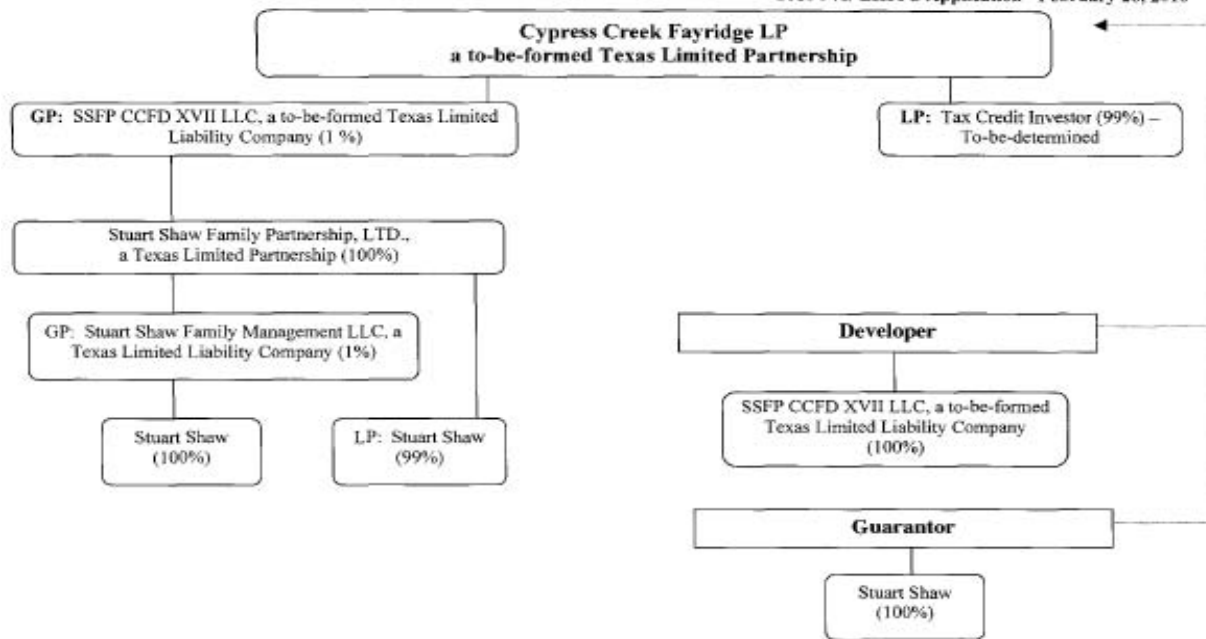 February 26, 2010
Cypress Creek Fayridge LP
a to-be-formed Texas Limited Partnership
GP: SSFP CCFD XVII LLC, a to-be-formed Texas Limited
Liability Company (1 %)
LP: Tax Credit Investor (99%) –
To-be-determined
Stuart Shaw Family Partnership, LTD.,
a Texas Limited Partnership (100%)
GP: Stuart Shaw Family Management LLC, a
Texas Limited Liability Company (1%)
Stuart Shaw
(100%)
LP: Stuart Shaw
(99%)
Developer
SSFP CCFD XVII LLC, a to-be-formed
Texas Limited Liability Company
(100%)
Guarantor
Stuart Shaw
(100%)